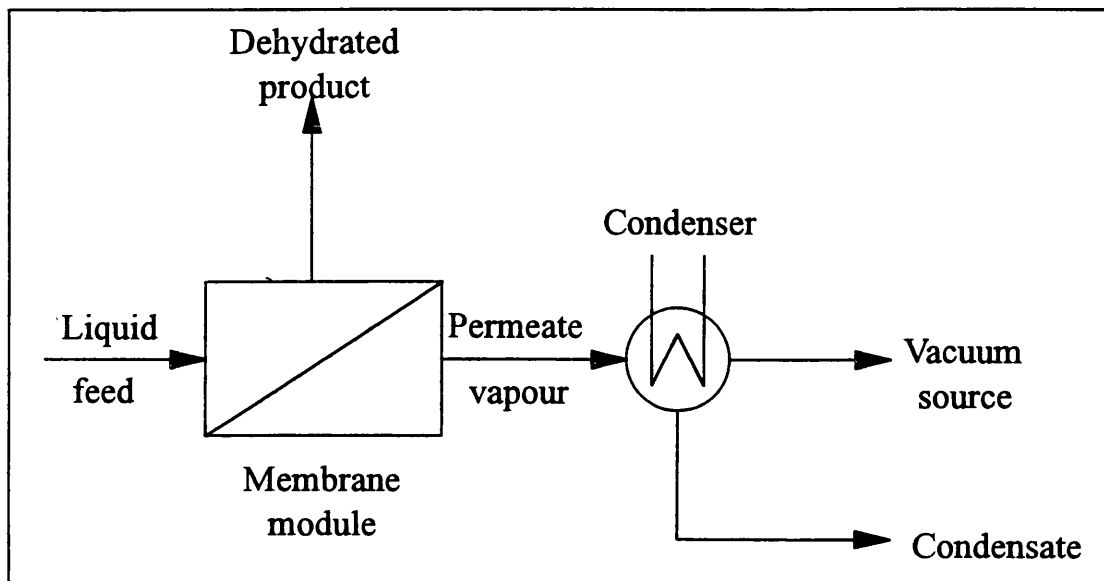 Dehydrated
product
Condenser
Liquid
feed
Permeate
vapour
Vacuum
source
Membrane
module
Condensate